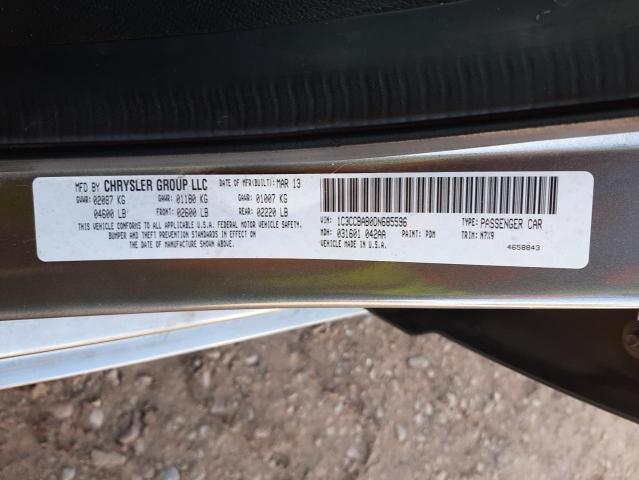 MFD BY CHRYSLER GROUP LLC DATE OF MFR(BUILT): MAR 13
GVWR: 02087 KG GAWR: 01180 KG GAWR: 01007 KG
04600 LB FRONT: 02600 LB REAR: 02220 LB
THIS VEHICLE CONFORMS TO ALL APPLICABLE U.S.A. FEDERAL MOTOR VEHICLE SAFETY,
BUMPER AND THEFT PREVENTION STANDARDS IN EFFECT ON
THE DATE OF MANUFACTURE SHOWN ABOVE.
VIN: 1C3CCBAB0DN685596 TYPE: PASSENGER CAR
MDH: 031601 042AA PAINT: PDM TRIM: M7X9
VEHICLE MADE IN U.S.A. 4658843